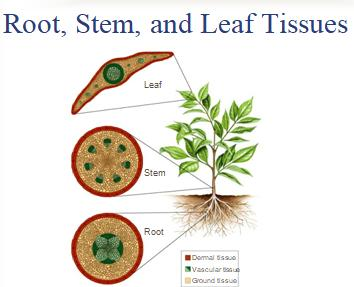 Root, Stem, and Leaf Tissues
Leaf
Stem
Root
Dermal tissue
Vascular tissue
Ground tissue